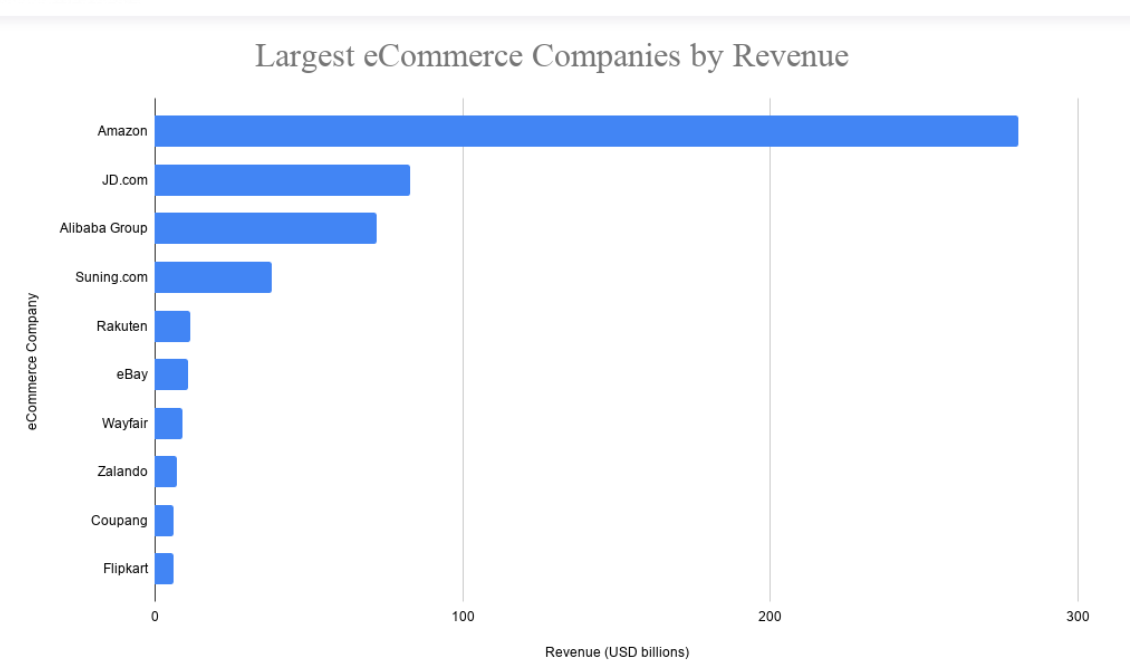 Largest eCommerce Companies by Revenue
eCommerce Company
Amazon
JD.com
Alibaba Group
Suning.com
Rakuten
eBay
Wayfair
Zalando
Coupang
Flipkart
0 100 200 300
Revenue (USD billions)